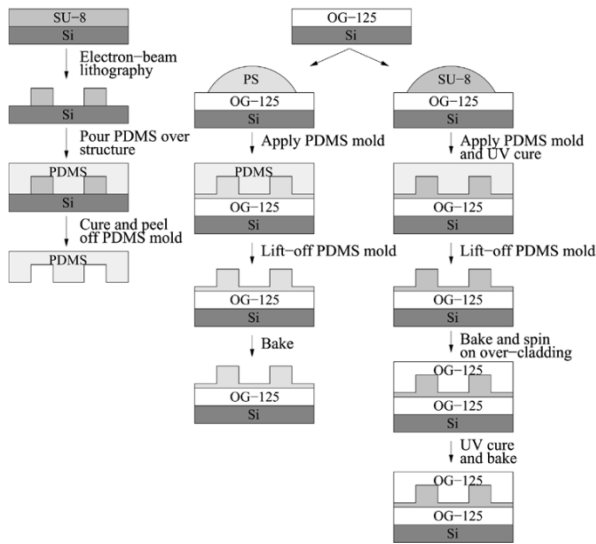 SU−8
Si
Electron−beam
lithography
Si
Pour PDMS over
structure
PDMS
Si
Cure and peel
off PDMS mold
PDMS
OG−125
Si
PS
OG−125
Si
Apply PDMS mold
PDMS
OG−125
Si
Lift−off PDMS mold
OG−125
Si
Bake
OG−125
Si
SU−8
OG−125
Si
Apply PDMS mold
and UV cure
OG−125
Si
Lift−off PDMS mold
OG−125
Si
Bake and spin
on over−cladding
OG−125
OG−125
Si
UV cure
and bake
OG−125
OG−125
Si